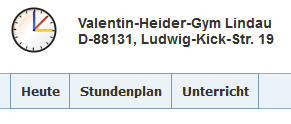 Valentin-Heider-Gym Lindau
D-88131, Ludwig-Kick-Str. 19
Heute Stundenplan Unterricht